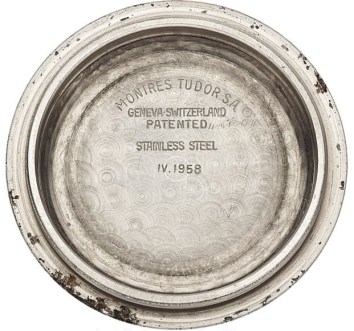 MONTRES TUDOR S.A.
GENEVA-SWITZERLAND
PATENTED
STAINLESS STEEL
IV. 1958